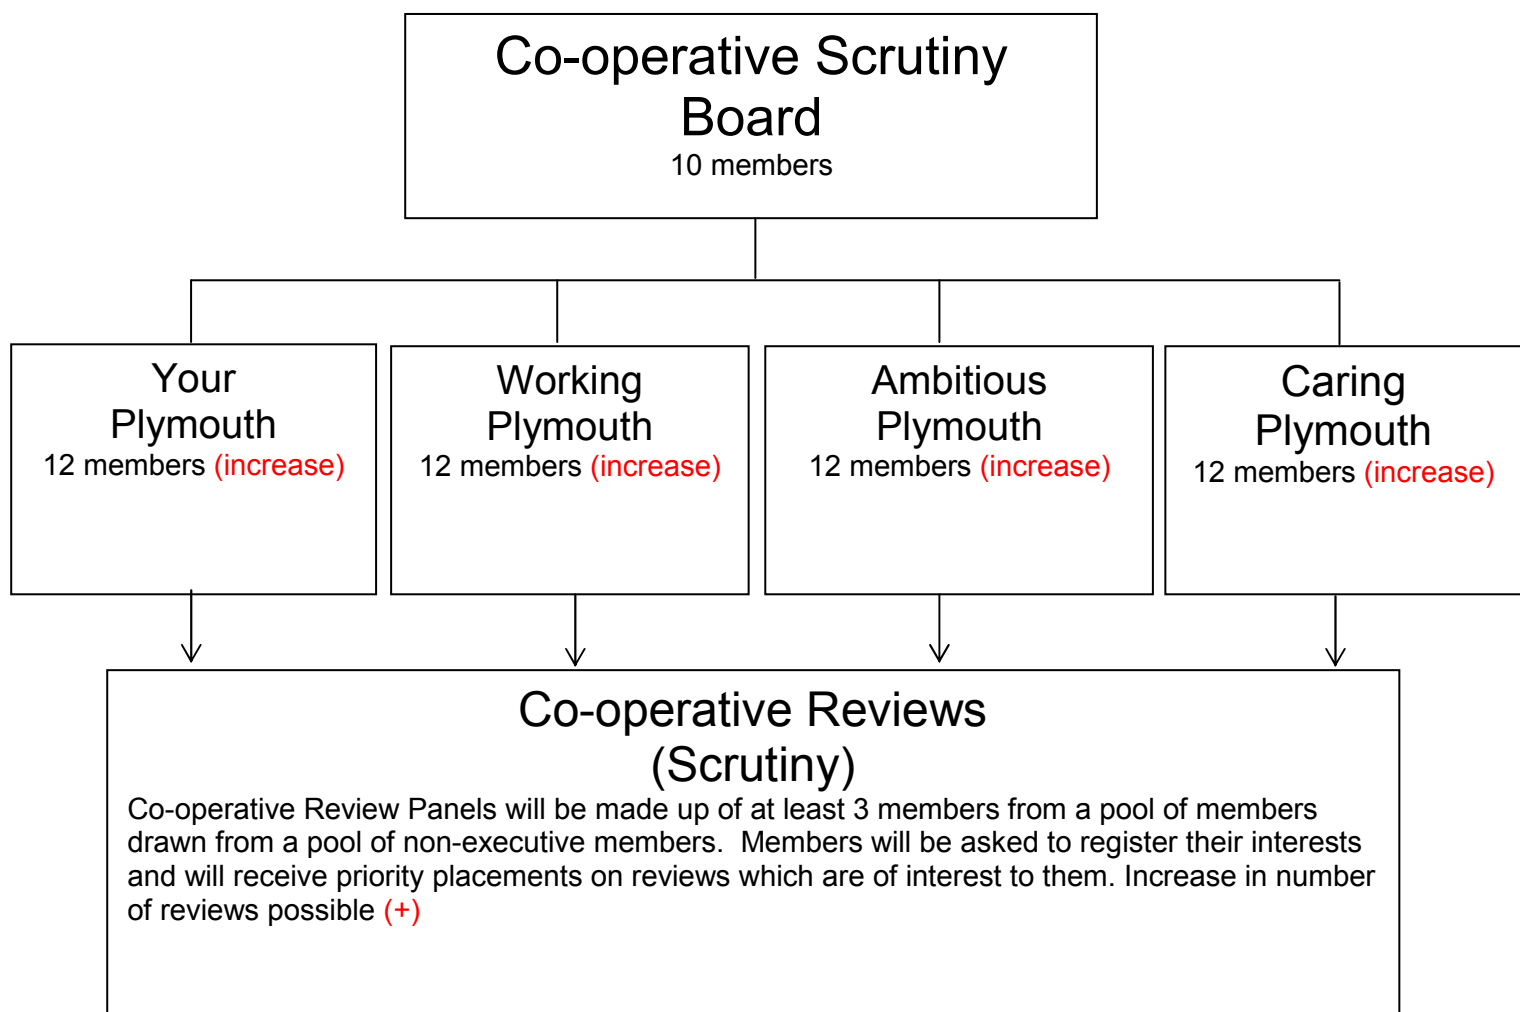 Co-operative Scrutiny
Board
10 members
Your
Plymouth
12 members (increase)
Working
Plymouth
12 members (increase)
Ambitious
Plymouth
12 members (increase)
Caring
Plymouth
12 members (increase)
Co-operative Reviews
(Scrutiny)
Co-operative Review Panels will be made up of at least 3 members from a pool of members
drawn from a pool of non-executive members.  Members will be asked to register their interests
and will receive priority placements on reviews which are of interest to them. Increase in number
of reviews possible (+)